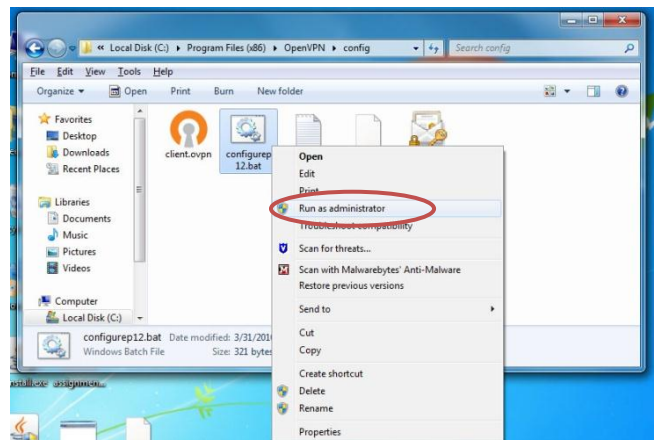 « Local Disk (C:) ▸ Program Files (x86) ▸ OpenVPN ▸ config
Search config
File Edit View Tools Help
Organize Open Print Burn New folder
Favorites
Desktop
Downloads
Recent Places
Libraries
Documents
Music
Pictures
Videos
Computer
Local Disk (C:)
client.ovpn
configurep
12.bat
Open
Edit
Print
Run as administrator
Troubleshoot compatibility
Scan for threats...
Scan with Malwarebytes' Anti-Malware
Restore previous versions
Send to
Cut
Copy
Create shortcut
Delete
Rename
Properties
configurep12.bat Date modified: 3/31/201
Windows Batch File Size: 321 bytes
assignmen...